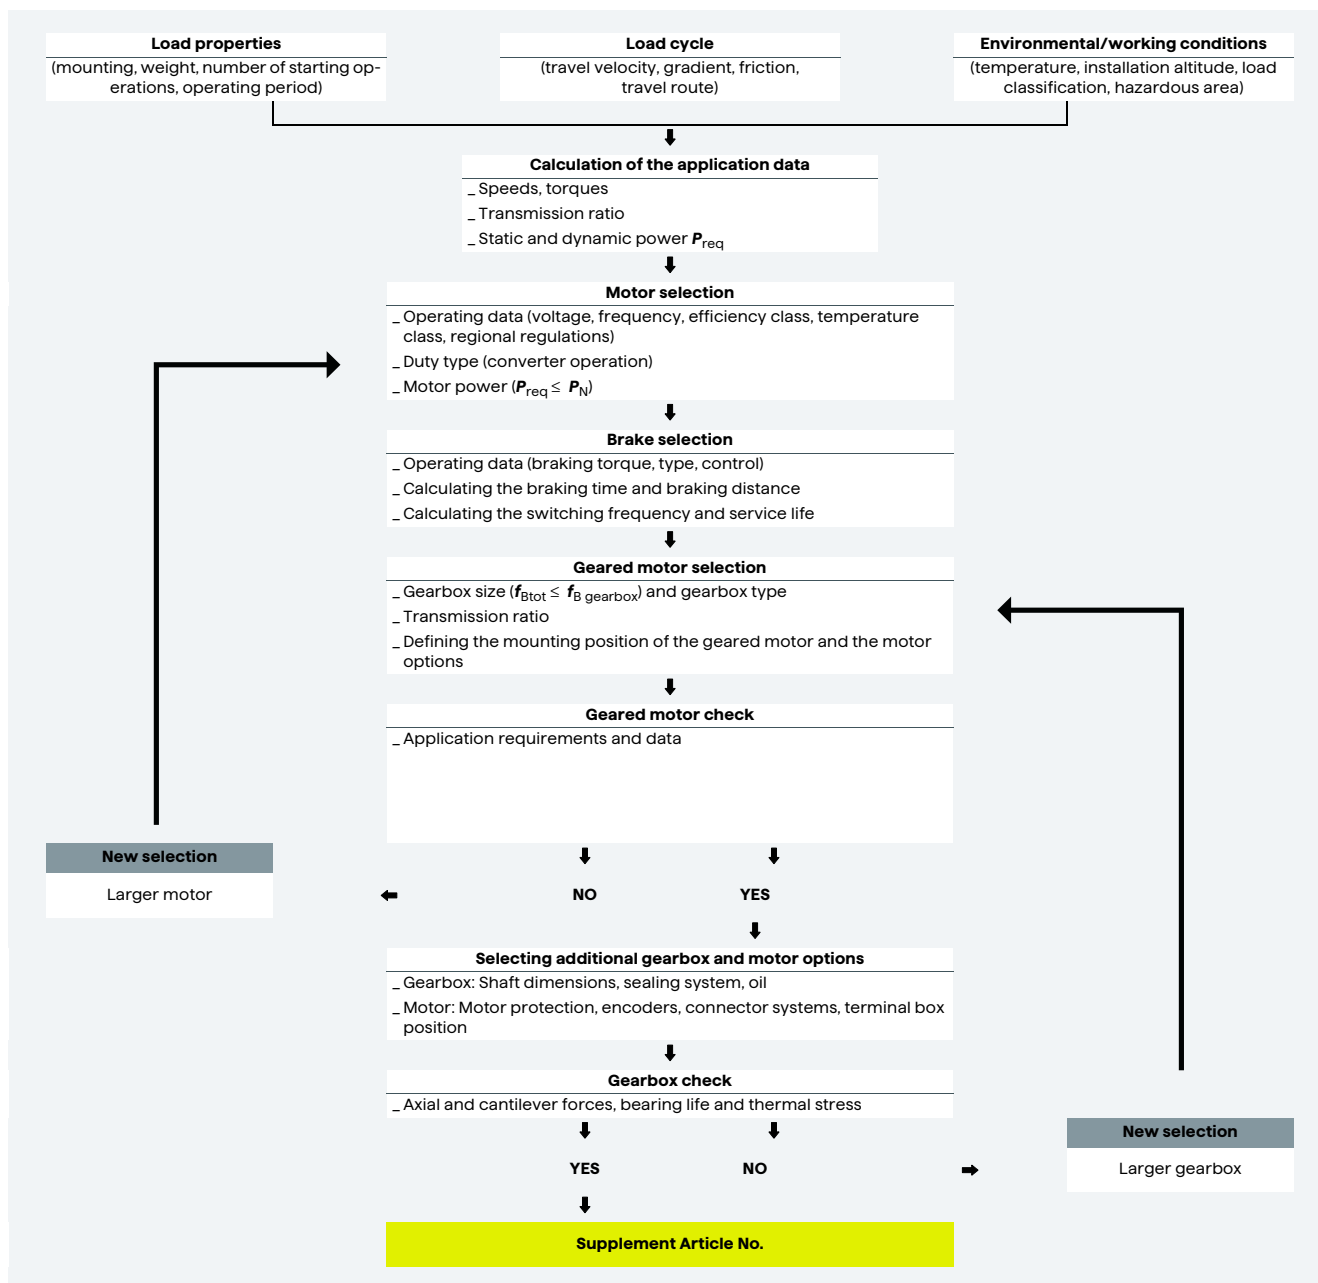 Load properties
(mounting, weight, number of starting op-
erations, operating period)
Load cycle
(travel velocity, gradient, friction,
travel route)
Environmental/working conditions
(temperature, installation altitude, load
classification, hazardous area)
Calculation of the application data
_ Speeds, torques
_ Transmission ratio
_ Static and dynamic power Preq
Motor selection
_ Operating data (voltage, frequency, efficiency class, temperature
class, regional regulations)
_ Duty type (converter operation)
_ Motor power (Preq ≤ PN)
Brake selection
_ Operating data (braking torque, type, control)
_ Calculating the braking time and braking distance
_ Calculating the switching frequency and service life
Geared motor selection
_ Gearbox size (fBtot ≤ fB gearbox) and gearbox type
_ Transmission ratio
_ Defining the mounting position of the geared motor and the motor
options
Geared motor check
_ Application requirements and data
New selection
Larger motor
NO
YES
Selecting additional gearbox and motor options
_ Gearbox: Shaft dimensions, sealing system, oil
_ Motor: Motor protection, encoders, connector systems, terminal box
position
Gearbox check
_ Axial and cantilever forces, bearing life and thermal stress
YES
NO
New selection
Larger gearbox
Supplement Article No.